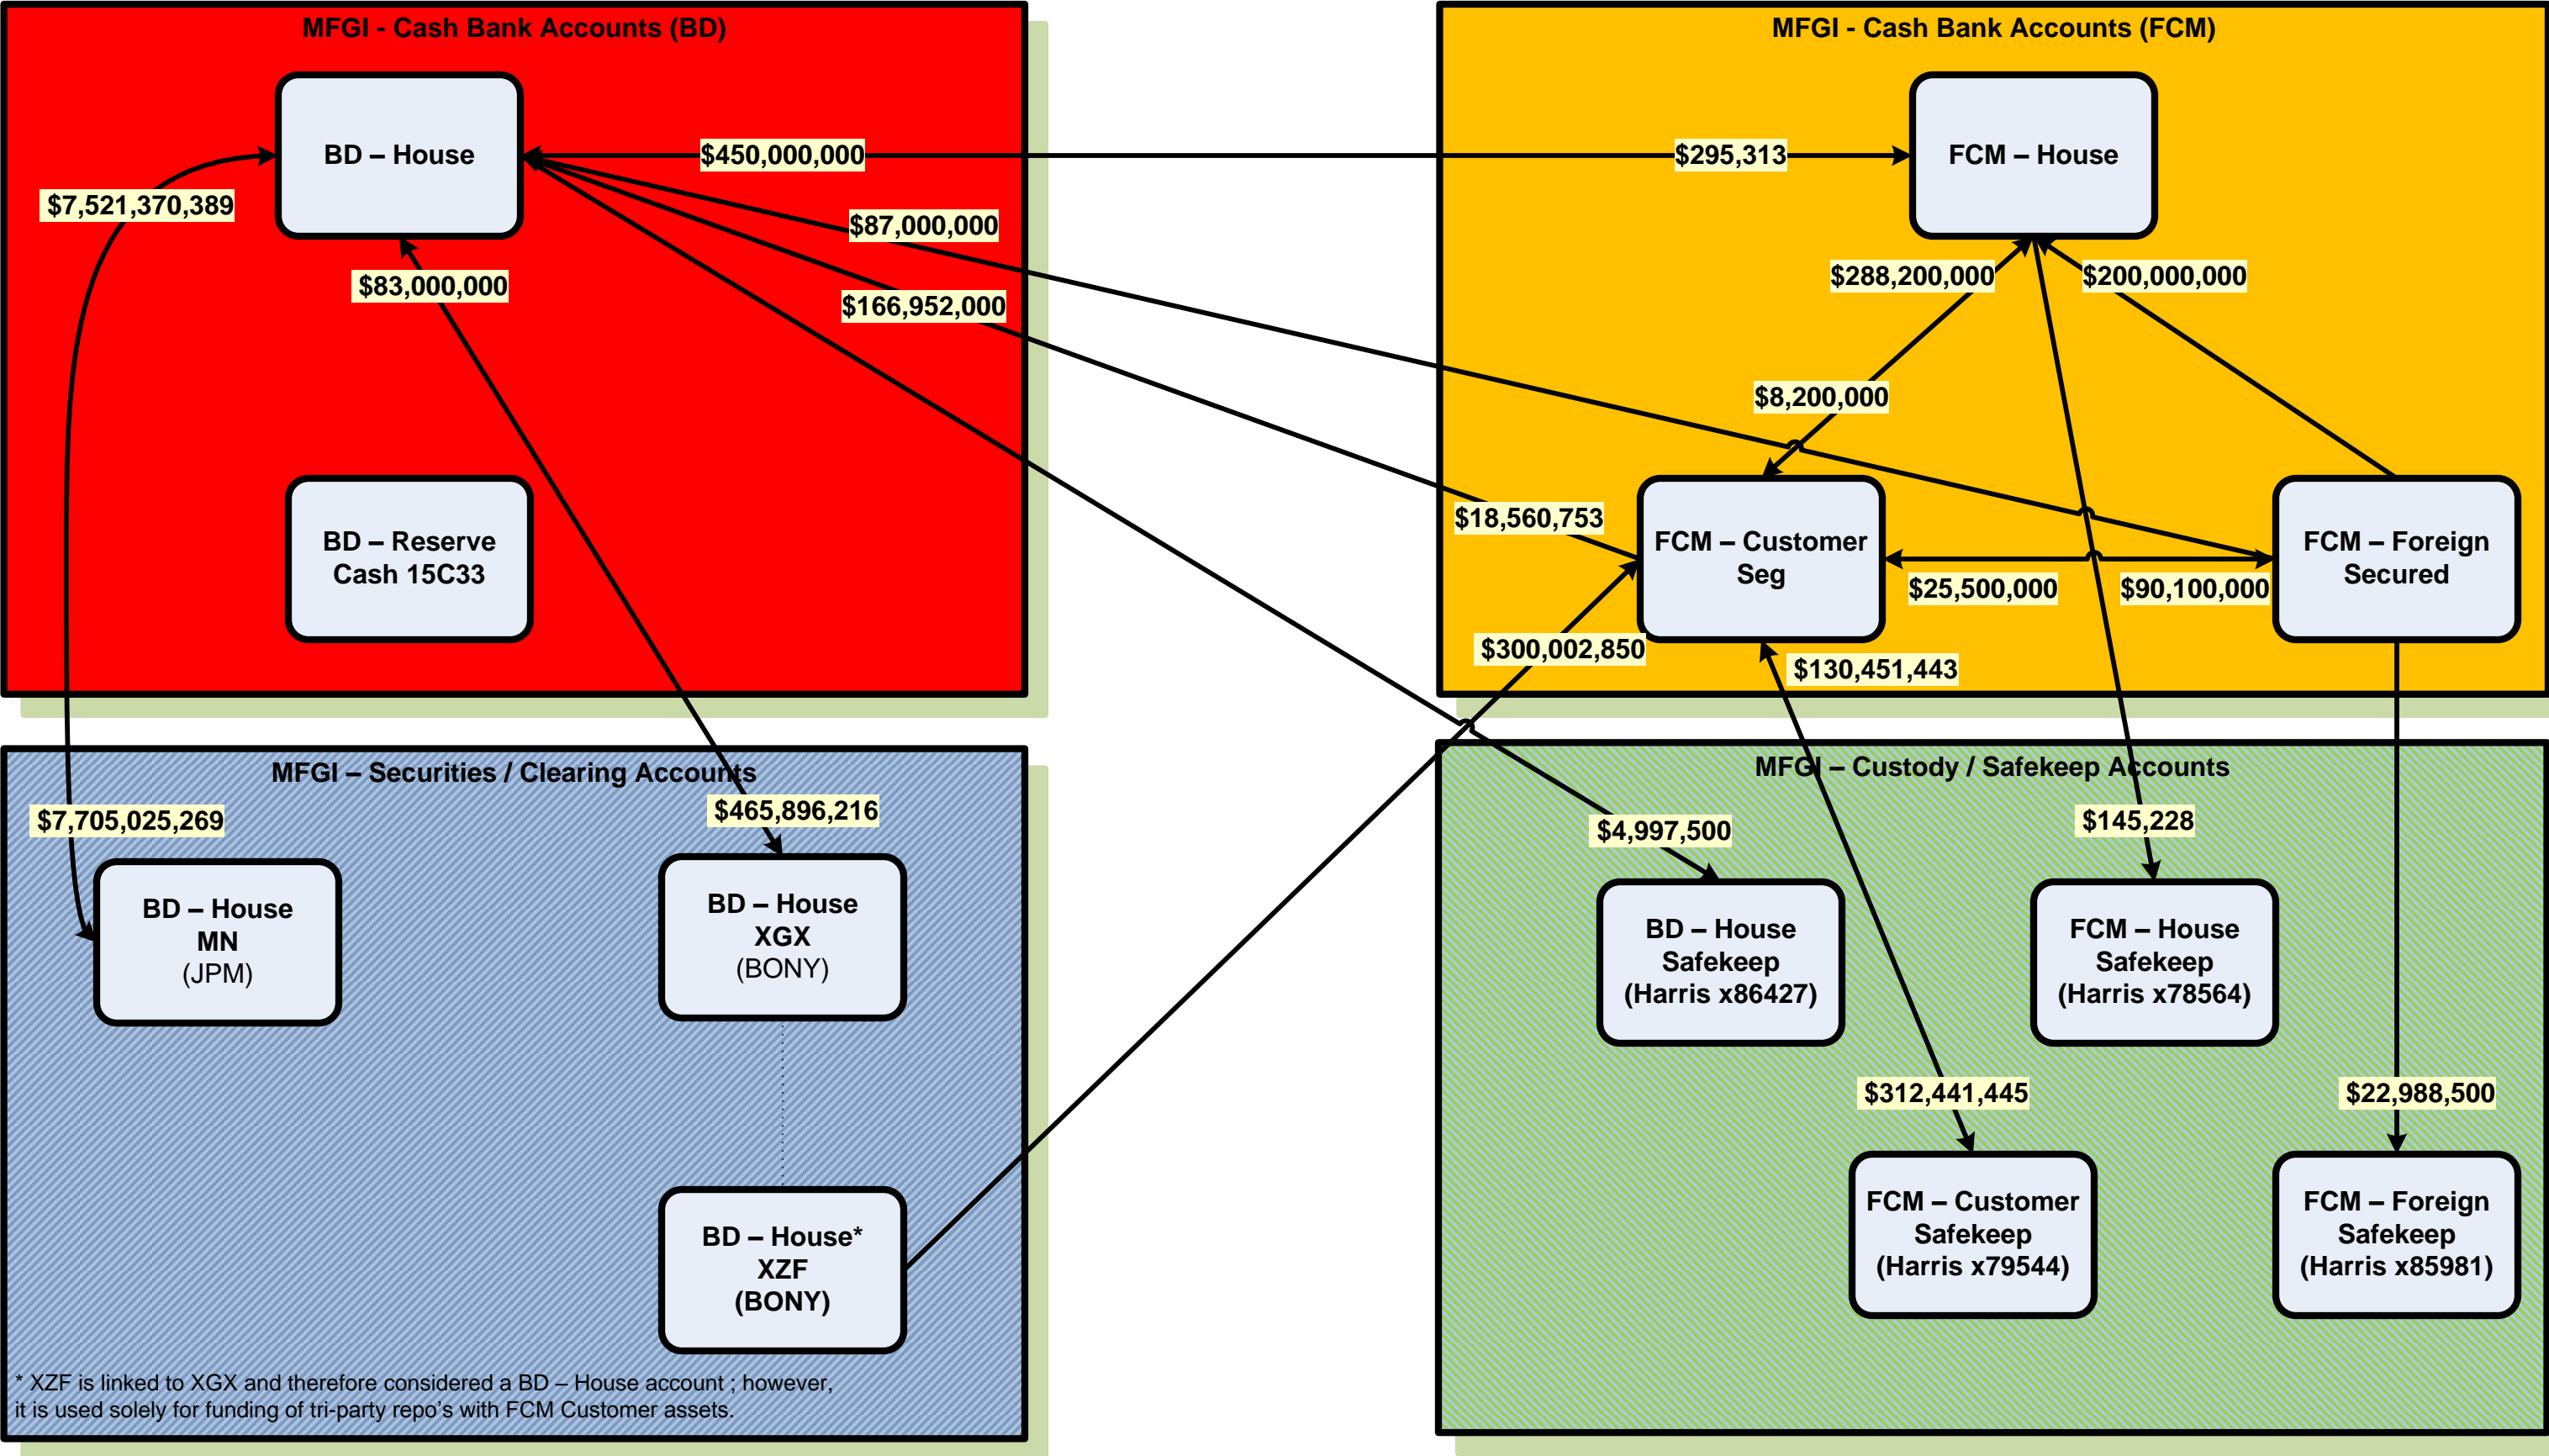 MFGI - Cash Bank Accounts (BD)
BD – House
$7,521,370,389
$83,000,000
$450,000,000
$87,000,000
$166,952,000
BD – Reserve
Cash 15C33
MFGI - Cash Bank Accounts (FCM)
$295,313
FCM – House
$288,200,000
$200,000,000
$8,200,000
$18,560,753
FCM – Customer
Seg
$25,500,000
$90,100,000
FCM – Foreign
Secured
$300,002,850
$130,451,443
MFGI – Securities / Clearing Accounts
$7,705,025,269
$465,896,216
BD – House
MN
(JPM)
BD – House
XGX
(BONY)
BD – House*
XZF
(BONY)
* XZF is linked to XGX and therefore considered a BD – House account ; however,
it is used solely for funding of tri-party repo’s with FCM Customer assets.
MFGI – Custody / Safekeep Accounts
$4,997,500
$145,228
BD – House
Safekeep
(Harris x86427)
FCM – House
Safekeep
(Harris x78564)
$312,441,445
$22,988,500
FCM – Customer
Safekeep
(Harris x79544)
FCM – Foreign
Safekeep
(Harris x85981)